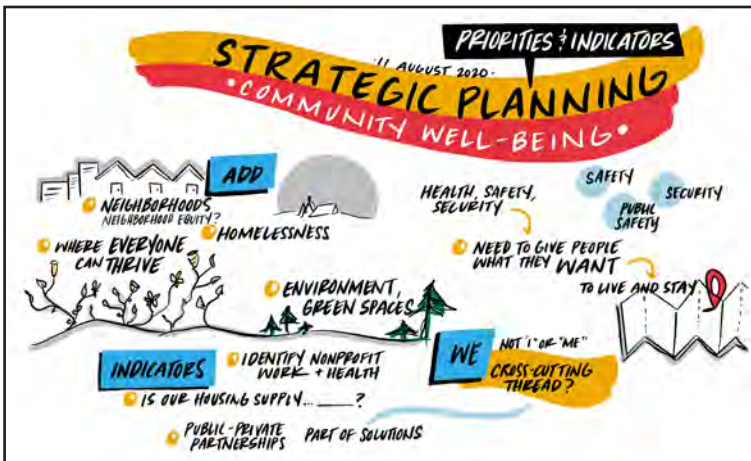 PRIORITIES & INDICATORS
·11 AUGUST 2020·
STRATEGIC PLANNING
•COMMUNITY WELL-BEING•
ADD
NEIGHBORHOODS
NEIGHBORHOOD EQUITY?
HOMELESSNESS
WHERE EVERYONE
CAN THRIVE
ENVIRONMENT,
GREEN SPACES
HEALTH, SAFETY,
SECURITY
SAFETY
SECURITY
PUBLIC
SAFETY
NEED TO GIVE PEOPLE
WHAT THEY WANT
TO LIVE AND STAY
INDICATORS
IDENTIFY NONPROFIT
WORK + HEALTH
IS OUR HOUSING SUPPLY... ____?
PUBLIC-PRIVATE
PARTNERSHIPS
PART OF SOLUTIONS
WE
NOT "I" OR "ME"
CROSS-CUTTING
THREAD?